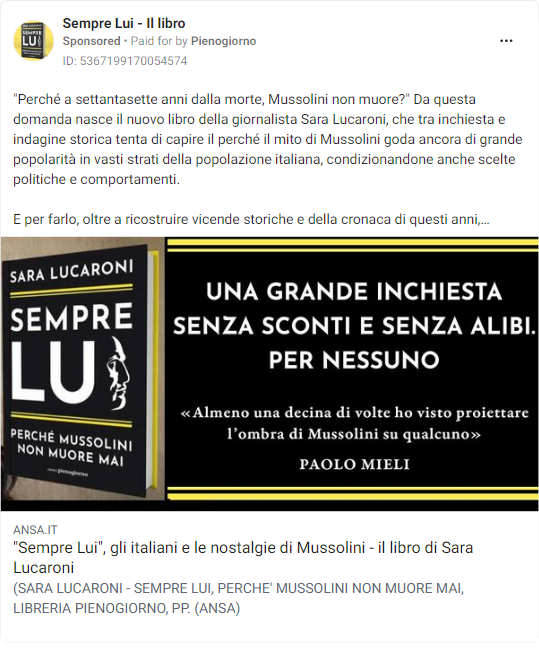 Sempre Lui - Il libro
Sponsored • Paid for by Pienogiorno
ID: 5367199170054574
"Perché a settantasette anni dalla morte, Mussolini non muore?" Da questa
domanda nasce il nuovo libro della giornalista Sara Lucaroni, che tra inchiesta e
indagine storica tenta di capire il perché il mito di Mussolini goda ancora di grande
popolarità in vasti strati della popolazione italiana, condizionandone anche scelte
politiche e comportamenti.
E per farlo, oltre a ricostruire vicende storiche e della cronaca di questi anni,...
SARA LUCARONI
SEMPRE
LUI
PERCHÉ MUSSOLINI
NON MUORE MAI
pienogiorno
UNA GRANDE INCHIESTA
SENZA SCONTI E SENZA ALIBI.
PER NESSUNO
«Almeno una decina di volte ho visto proiettare
l'ombra di Mussolini su qualcuno»
PAOLO MIELI
ANSA.IT
"Sempre Lui", gli italiani e le nostalgie di Mussolini - il libro di Sara
Lucaroni
(SARA LUCARONI - SEMPRE LUI, PERCHE' MUSSOLINI NON MUORE MAI,
LIBRERIA PIENOGIORNO, PP. (ANSA)